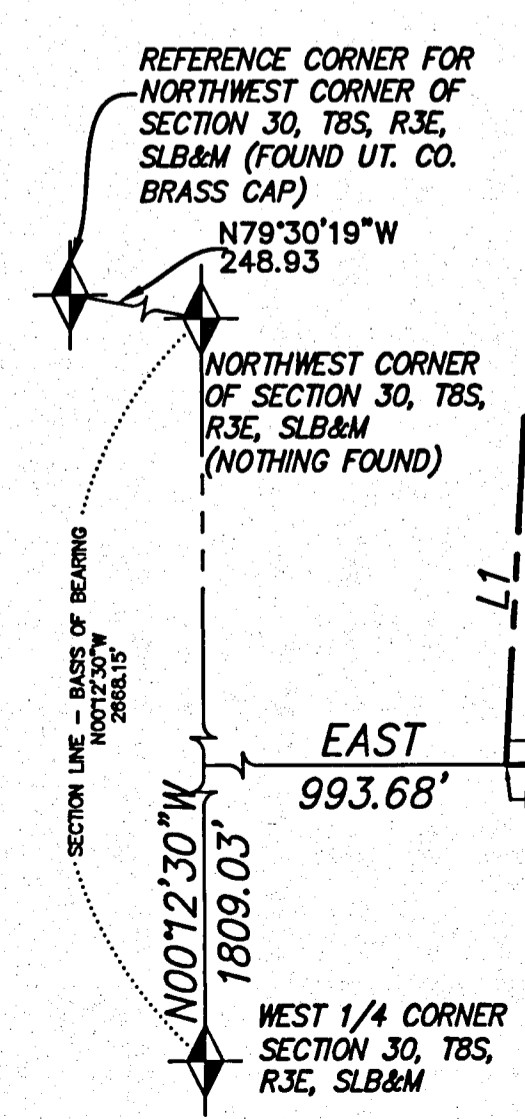 REFERENCE CORNER FOR
NORTHWEST CORNER OF
SECTION 30, T8S, R3E,
SLB&M (FOUND UT. CO.
BRASS CAP)
N79°30'19"W
248.93
NORTHWEST CORNER
OF SECTION 30, T8S,
R3E, SLB&M
(NOTHING FOUND)
SECTION LINE - BASIS OF BEARING
N00°12'30"W
2668.15'
L1
EAST
993.68'
N00°12'30"W
1809.03'
WEST 1/4 CORNER
SECTION 30, T8S,
R3E, SLB&M